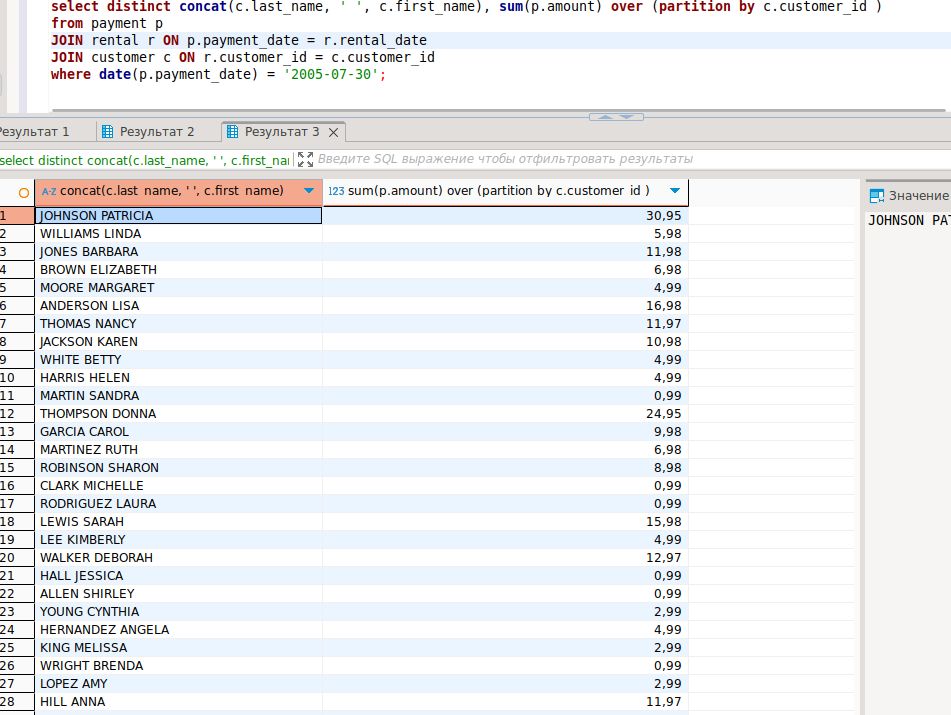 select distinct concat(c.last_name, ' ', c.first_name), sum(p.amount) over (partition by c.customer_id )
from payment p
JOIN rental r ON p.payment_date = r.rental_date
JOIN customer c ON r.customer_id = c.customer_id
where date(p.payment_date) = '2005-07-30';
езультат 1 Результат 2 Результат 3
select distinct concat(c.last_name, ' ', c.first_nai Введите SQL выражение чтобы отфильтровать результаты
A-Z concat(c.last_name, ' ', c.first_name) 123 sum(p.amount) over (partition by c.customer_id ) Значение
1 JOHNSON PATRICIA 30,95 JOHNSON PA
2 WILLIAMS LINDA 5,98
3 JONES BARBARA 11,98
4 BROWN ELIZABETH 6,98
5 MOORE MARGARET 4,99
6 ANDERSON LISA 16,98
7 THOMAS NANCY 11,97
8 JACKSON KAREN 10,98
9 WHITE BETTY 4,99
10 HARRIS HELEN 4,99
11 MARTIN SANDRA 0,99
12 THOMPSON DONNA 24,95
13 GARCIA CAROL 9,98
14 MARTINEZ RUTH 6,98
15 ROBINSON SHARON 8,98
16 CLARK MICHELLE 0,99
17 RODRIGUEZ LAURA 0,99
18 LEWIS SARAH 15,98
19 LEE KIMBERLY 4,99
20 WALKER DEBORAH 12,97
21 HALL JESSICA 0,99
22 ALLEN SHIRLEY 0,99
23 YOUNG CYNTHIA 2,99
24 HERNANDEZ ANGELA 4,99
25 KING MELISSA 2,99
26 WRIGHT BRENDA 0,99
27 LOPEZ AMY 2,99
28 HILL ANNA 11,97